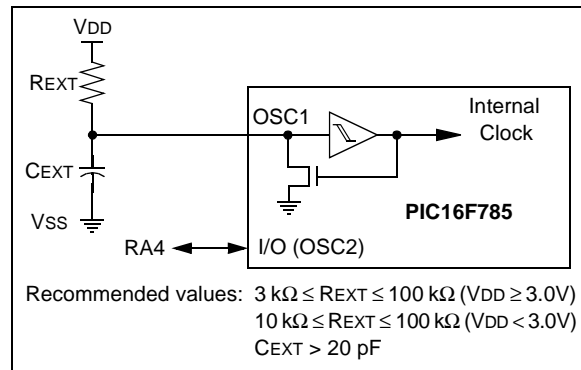 VDD
REXT
OSC1
Internal
Clock
CEXT
PIC16F785
VSS
RA4
I/O (OSC2)
Recommended values: 3 kΩ ≤ REXT ≤ 100 kΩ (VDD ≥ 3.0V)
10 kΩ ≤ REXT ≤ 100 kΩ (VDD < 3.0V)
CEXT > 20 pF